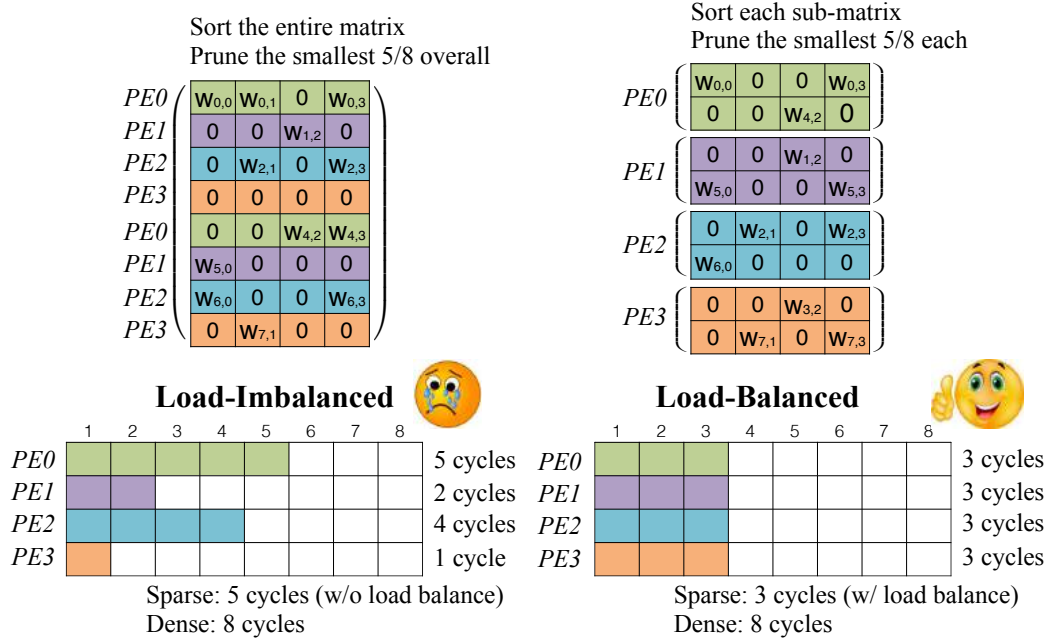 Sort the entire matrix
Prune the smallest 5/8 overall
PE0 w0,0 w0,1 0 w0,3
PE1 0 0 w1,2 0
PE2 0 w2,1 0 w2,3
PE3 0 0 0 0
PE0 0 0 w4,2 w4,3
PE1 w5,0 0 0 0
PE2 w6,0 0 0 w6,3
PE3 0 w7,1 0 0
Load-Imbalanced
1 2 3 4 5 6 7 8
PE0 5 cycles
PE1 2 cycles
PE2 4 cycles
PE3 1 cycle
Sparse: 5 cycles (w/o load balance)
Dense: 8 cycles
Sort each sub-matrix
Prune the smallest 5/8 each
PE0
w0,0 0 0 w0,3
0 0 w4,2 0
PE1
0 0 w1,2 0
w5,0 0 0 w5,3
PE2
0 w2,1 0 w2,3
w6,0 0 0 0
PE3
0 0 w3,2 0
0 w7,1 0 w7,3
Load-Balanced
1 2 3 4 5 6 7 8
PE0 3 cycles
PE1 3 cycles
PE2 3 cycles
PE3 3 cycles
Sparse: 3 cycles (w/ load balance)
Dense: 8 cycles